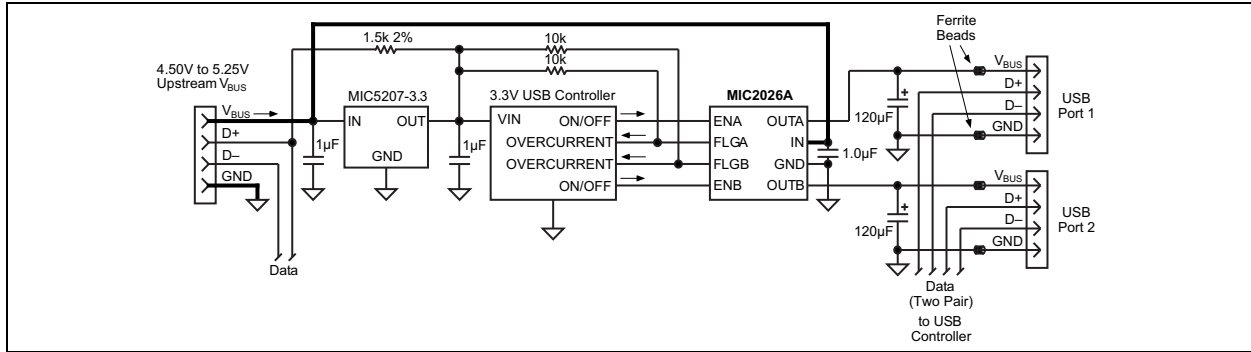 4.50V to 5.25V
Upstream VBUS
VBUS
D+
D–
GND
Data
1.5k 2%
1µF
MIC5207-3.3
IN
OUT
GND
1µF
10k
10k
3.3V USB Controller
VIN
ON/OFF
OVERCURRENT
OVERCURRENT
ON/OFF
MIC2026A
ENA
OUTA
FLGA
IN
FLGB
GND
ENB
OUTB
1.0µF
Ferrite
Beads
120µF
VBUS
D+
D–
GND
USB
Port 1
120µF
VBUS
D+
D–
GND
USB
Port 2
Data
(Two Pair)
to USB
Controller